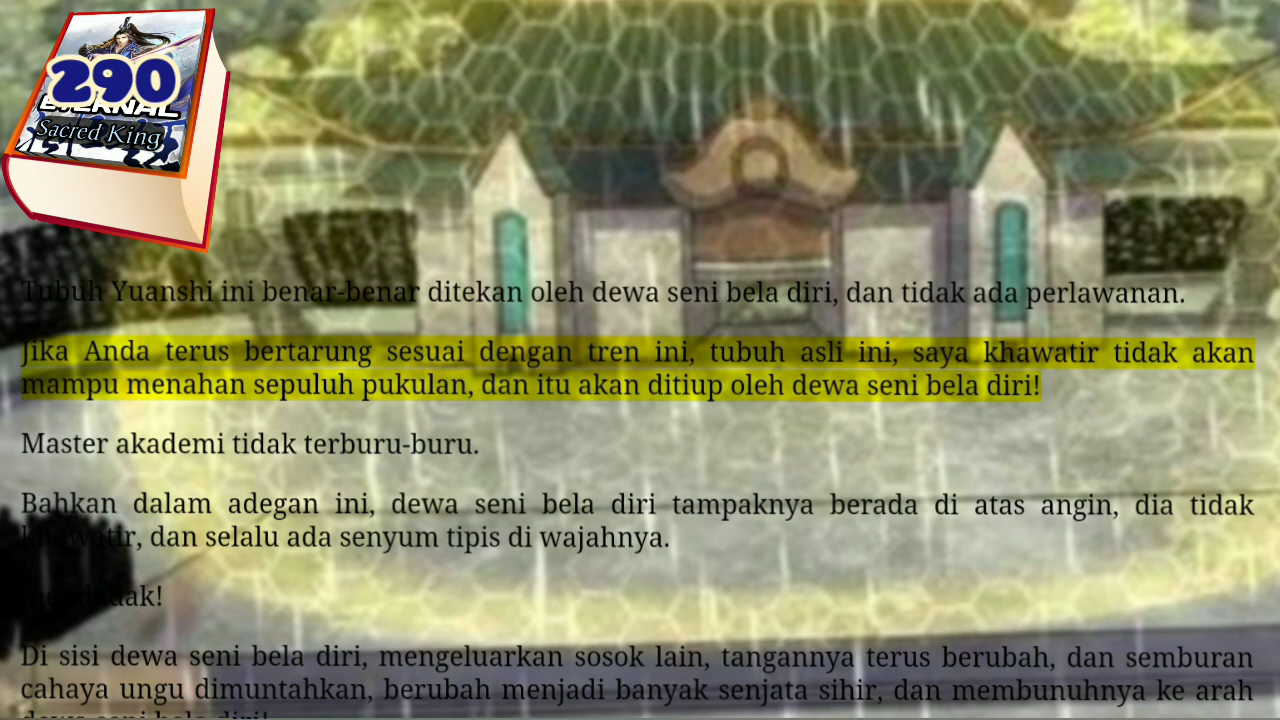 290
ETERNAL
Sacred King
Tubuh Yuanshi ini benar-benar ditekan oleh dewa seni bela diri, dan tidak ada perlawanan.
Jika Anda terus bertarung sesuai dengan tren ini, tubuh asli ini, saya khawatir tidak akan
mampu menahan sepuluh pukulan, dan itu akan ditiup oleh dewa seni bela diri!
Master akademi tidak terburu-buru.
Bahkan dalam adegan ini, dewa seni bela diri tampaknya berada di atas angin, dia tidak
khawatir, dan selalu ada senyum tipis di wajahnya.
Di sisi dewa seni bela diri, mengeluarkan sosok lain, tangannya terus berubah, dan semburan
cahaya ungu dimuntahkan, berubah menjadi banyak senjata sihir, dan membunuhnya ke arah
dewa seni bela diri!